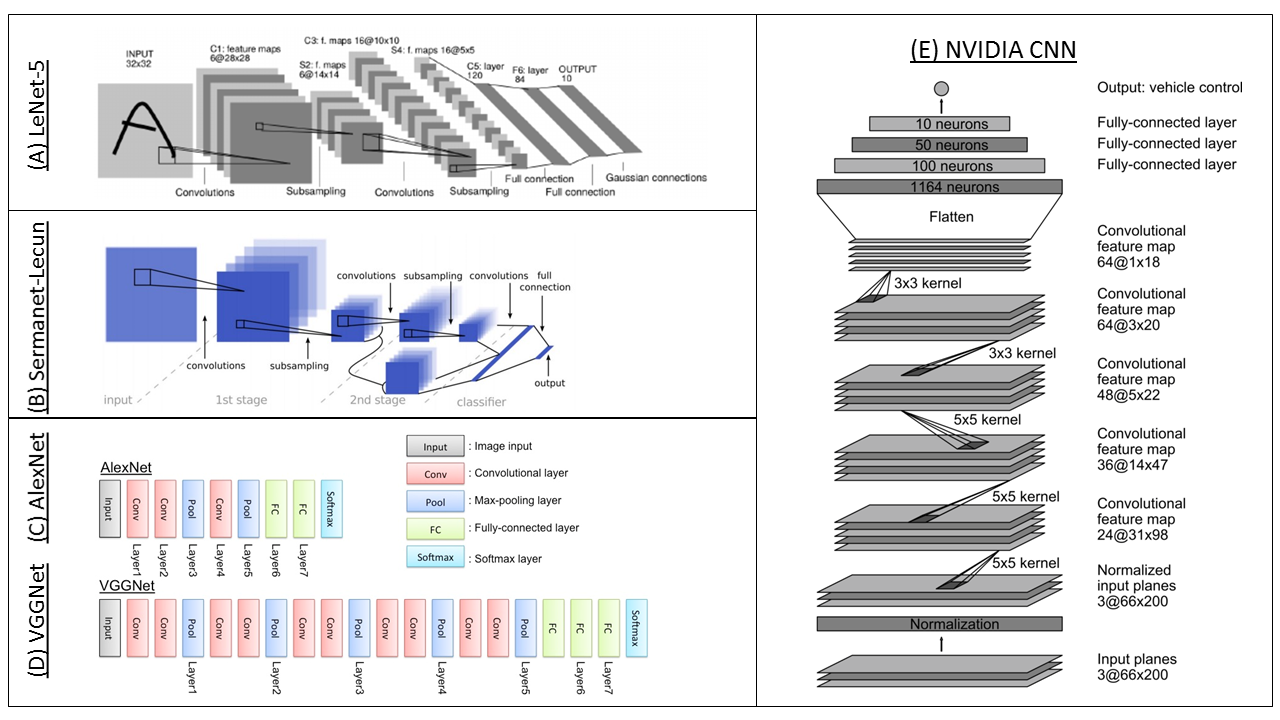 (A) LeNet-5
INPUT
32x32
C1: feature maps
6@28x28
S2: f. maps
6@14x14
C3: f. maps 16@10x10
S4: f. maps 16@5x5
C5: layer
120
F6: layer
84
OUTPUT
10
Convolutions
Subsampling
Convolutions
Subsampling
Full connection
Full connection
Gaussian connections
(B) Sermanet-Lecun
convolutions
subsampling
convolutions
full
connection
convolutions
subsampling
output
input
1st stage
2nd stage
classifier
(C) AlexNet
AlexNet
Input
Conv
Conv
Pool
Conv
Pool
FC
FC
Softmax
Layer1
Layer2
Layer3
Layer4
Layer5
Layer6
Layer7
Input : Image input
Conv : Convolutional layer
Pool : Max-pooling layer
FC : Fully-connected layer
Softmax : Softmax layer
(D) VGGNet
VGGNet
Input
Conv
Conv
Pool
Conv
Conv
Pool
Conv
Conv
Pool
Conv
Conv
Pool
Conv
Conv
Pool
FC
FC
FC
Softmax
Layer1
Layer2
Layer3
Layer4
Layer5
Layer6
Layer7
(E) NVIDIA CNN
Output: vehicle control
10 neurons
Fully-connected layer
50 neurons
Fully-connected layer
100 neurons
Fully-connected layer
1164 neurons
Flatten
Convolutional
feature map
64@1x18
3x3 kernel
Convolutional
feature map
64@3x20
3x3 kernel
Convolutional
feature map
48@5x22
5x5 kernel
Convolutional
feature map
36@14x47
5x5 kernel
Convolutional
feature map
24@31x98
5x5 kernel
Normalized
input planes
3@66x200
Normalization
Input planes
3@66x200